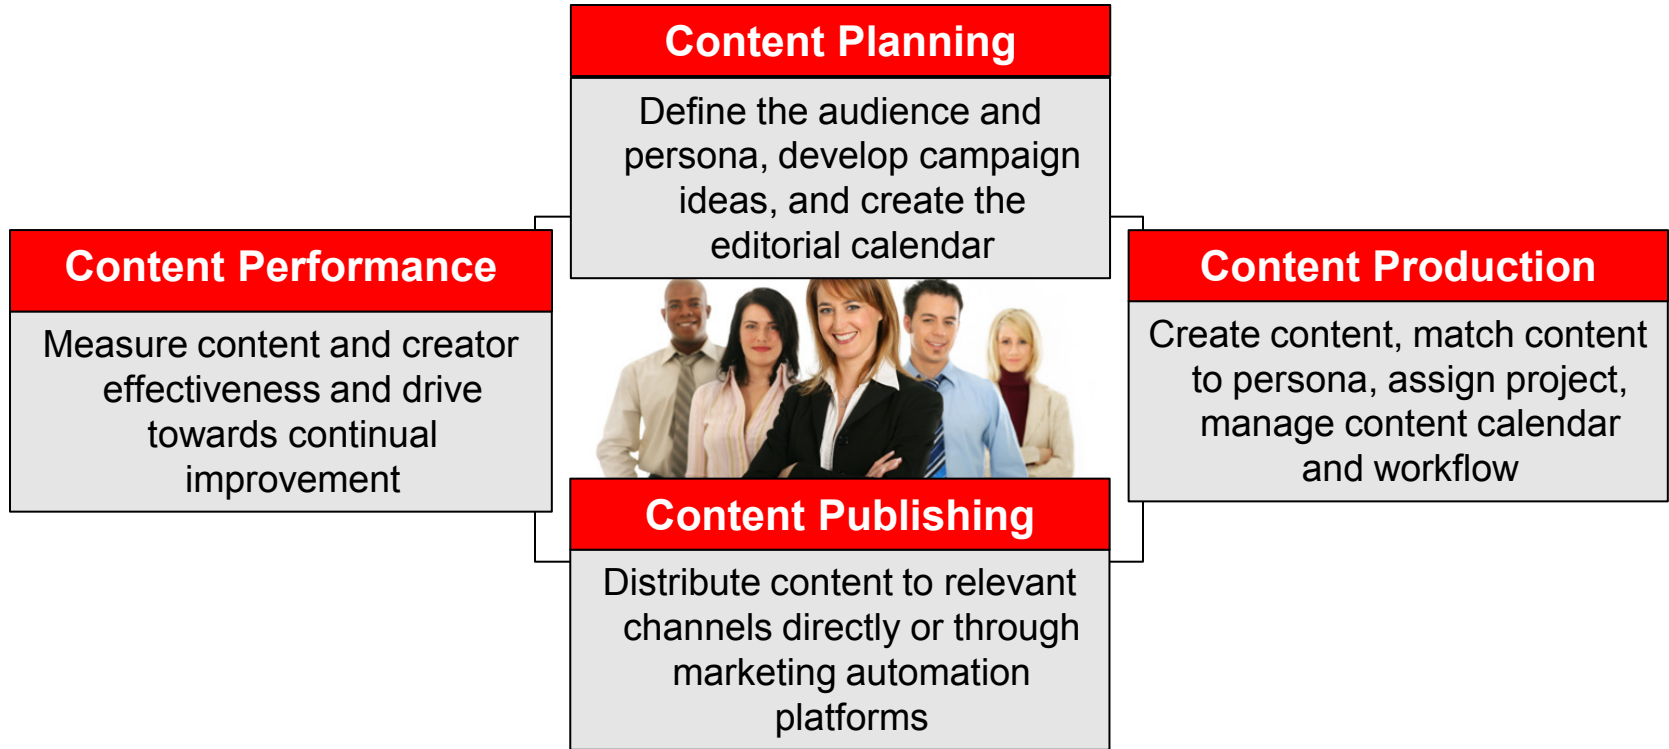 Content Planning
Define the audience and
persona, develop campaign
ideas, and create the
editorial calendar
Content Performance
Measure content and creator
effectiveness and drive
towards continual
improvement
Content Production
Create content, match content
to persona, assign project,
manage content calendar
and workflow
Content Publishing
Distribute content to relevant
channels directly or through
marketing automation
platforms